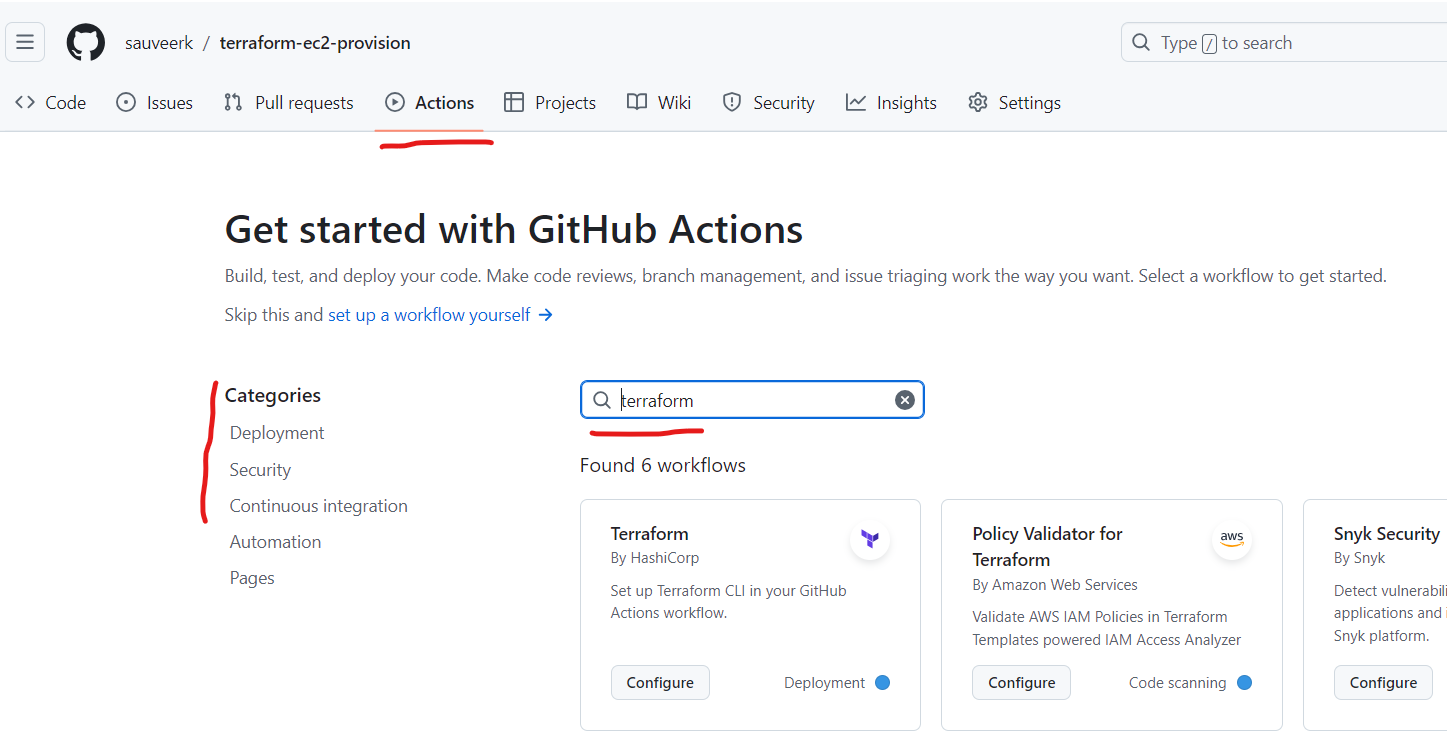 sauveerk / terraform-ec2-provision
Type / to search
Code Issues Pull requests Actions Projects Wiki Security Insights Settings
Get started with GitHub Actions
Build, test, and deploy your code. Make code reviews, branch management, and issue triaging work the way you want. Select a workflow to get started.
Skip this and set up a workflow yourself →
Categories
Deployment
Security
Continuous integration
Automation
Pages
terraform
Found 6 workflows
Terraform
By HashiCorp
Set up Terraform CLI in your GitHub
Actions workflow.
Configure
Deployment
Policy Validator for
Terraform
aws
By Amazon Web Services
Validate AWS IAM Policies in Terraform
Templates powered IAM Access Analyzer
Configure
Code scanning
Snyk Security
By Snyk
Detect vulnerabili
applications and i
Snyk platform.
Configure